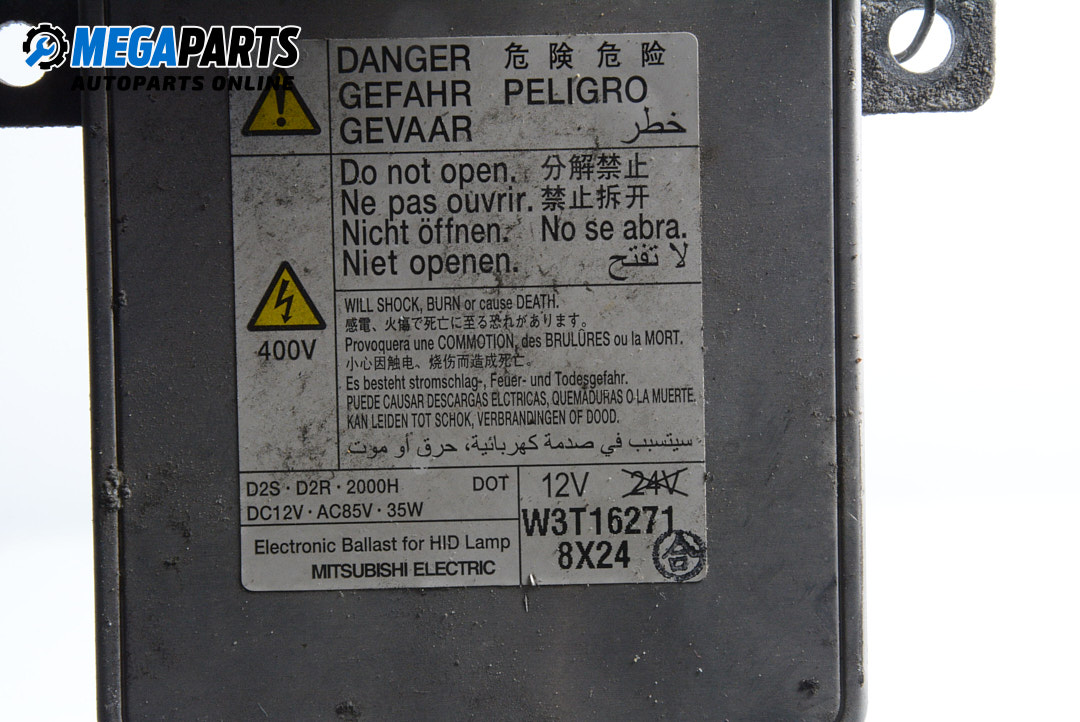 MEGAPARTS
AUTOPARTS ONLINE
DANGER 危 険 危 险
GEFAHR PELIGRO
GEVAAR خطر
Do not open. 分解禁止
Ne pas ouvrir. 禁止拆开
Nicht öffnen. No se abra.
Niet openen. لا تفتح
400V
WILL SHOCK, BURN or cause DEATH.
感電、火傷で死亡に至る恐れがあります。
Provoquera une COMMOTION, des BRULÛRES ou la MORT.
小心因触电、烧伤而造成死亡。
Es besteht stromschlag-, Feuer- und Todesgefahr.
PUEDE CAUSAR DESCARGAS ELCTRICAS, QUEMADURAS O LA MUERTE.
KAN LEIDEN TOT SCHOK, VERBRANDINGEN OF DOOD.
سيتسبب في صدمة كهربائية، حرق أو موت
D2S · D2R · 2000H DOT
DC12V · AC85V · 35W
12V 24V
W3T16271
8X24 合
Electronic Ballast for HID Lamp
MITSUBISHI ELECTRIC